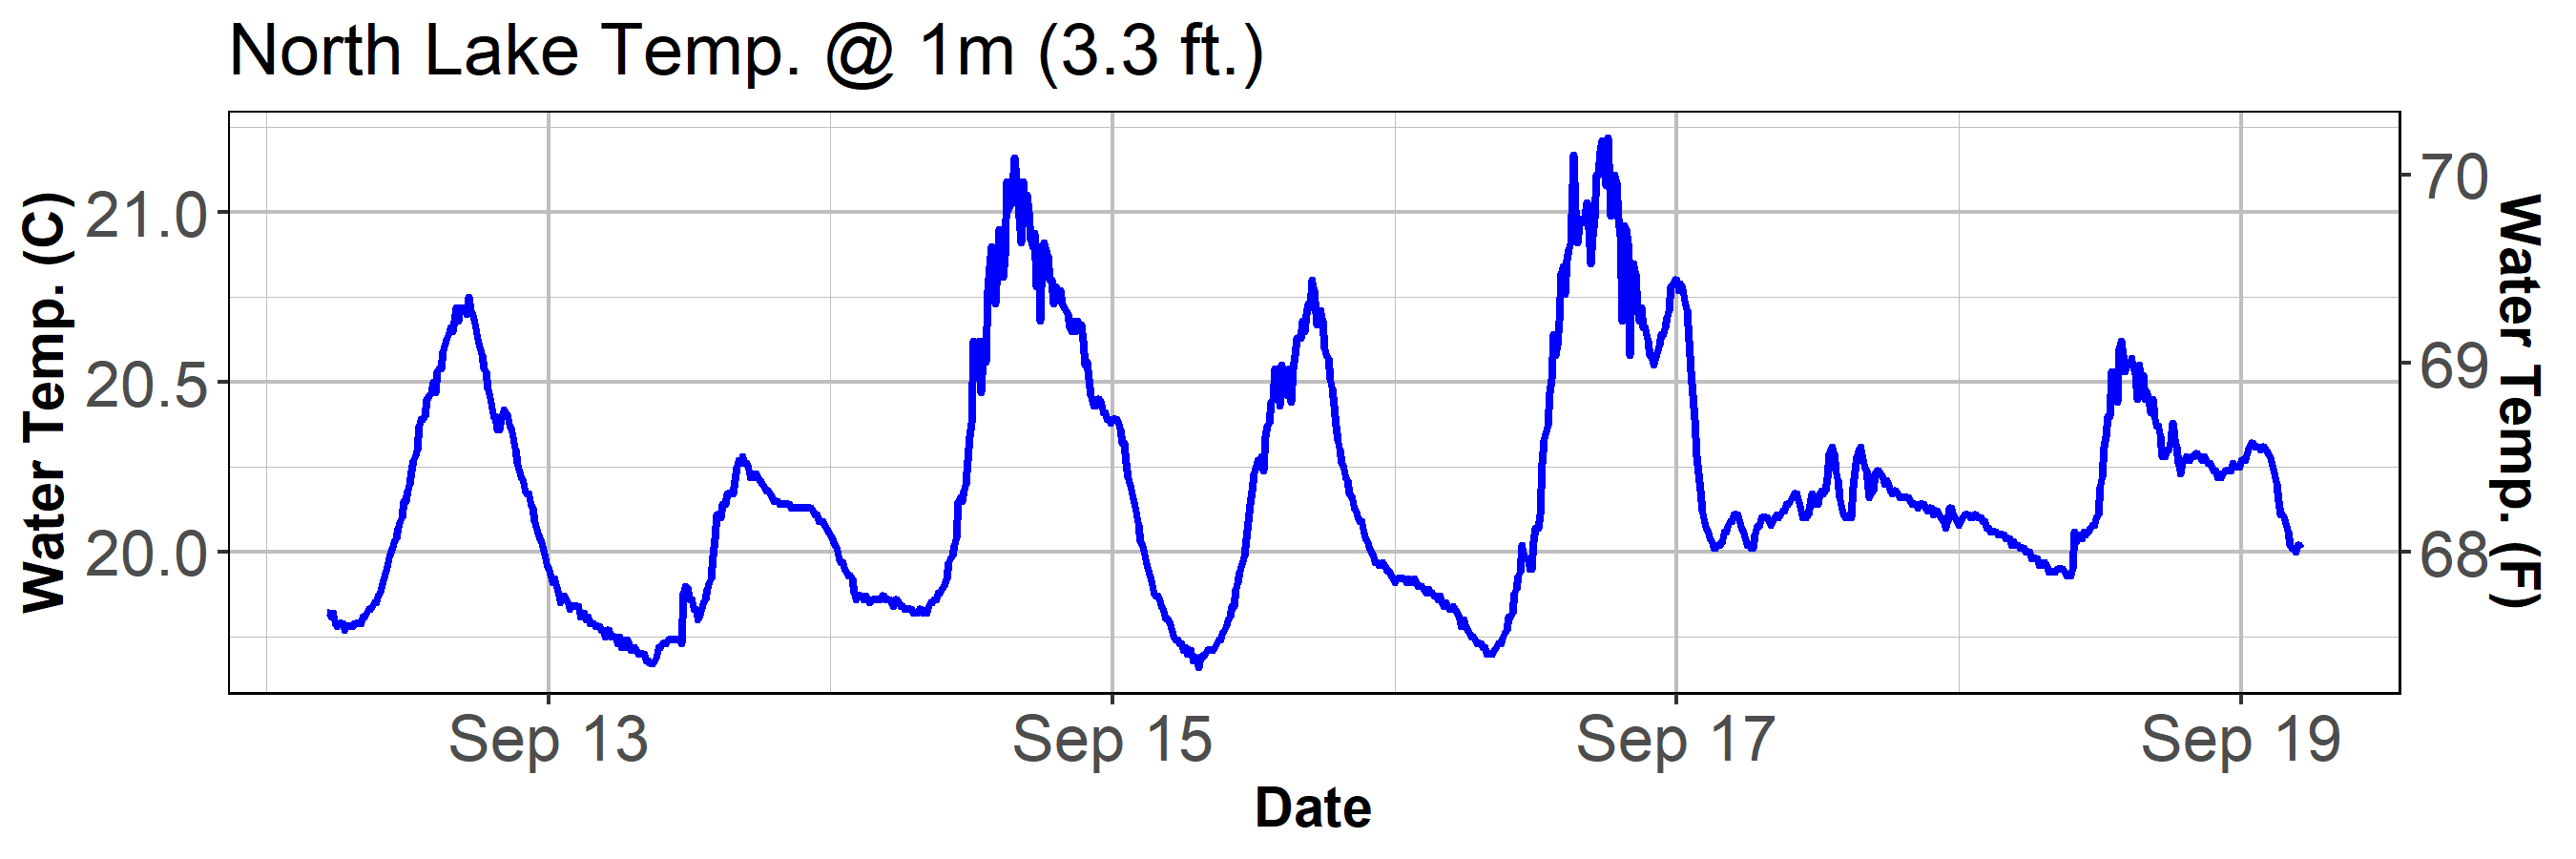 North Lake Temp. @ 1m (3.3 ft.)
Water Temp. (C)
21.0
20.5
20.0
70
69
68
Water Temp. (F)
Sep 13
Sep 15
Sep 17
Sep 19
Date